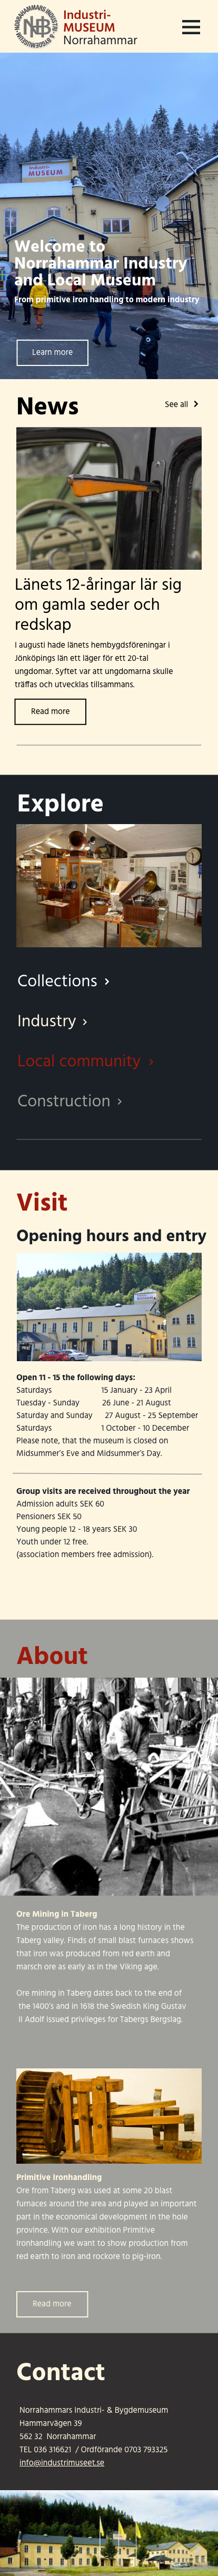 NHB
Industri-
MUSEUM
Norrahammar
INDUSTRI-
MUSEUM
Welcome to
Norrahammar Industry
and Local Museum
From primitive iron handling to modern industry
Learn more
News
See all
Länets 12-åringar lär sig
om gamla seder och
redskap
I augusti hade länets hembygdsföreningar i
Jönköpings län ett läger för ett 20-tal
ungdomar. Syftet var att ungdomarna skulle
träffas och utvecklas tillsammans.
Read more
Explore
Collections
Industry
Local community
Construction
Visit
Opening hours and entry
Open 11 - 15 the following days:
Saturdays 15 January - 23 April
Tuesday - Sunday 26 June - 21 August
Saturday and Sunday 27 August - 25 September
Saturdays 1 October - 10 December
Please note, that the museum is closed on
Midsummer's Eve and Midsummer's Day.
Group visits are received throughout the year
Admission adults SEK 60
Pensioners SEK 50
Young people 12 - 18 years SEK 30
Youth under 12 free.
(association members free admission).
About
Ore Mining in Taberg
The production of iron has a long history in the
Taberg valley. Finds of small blast furnaces shows
that iron was produced from red earth and
marsch ore as early as in the Viking age.
Ore mining in Taberg dates back to the end of
the 1400's and in 1618 the Swedish King Gustav
II Adolf issued privileges for Tabergs Bergslag.
Primitive Ironhandling
Ore from Taberg was used at some 20 blast
furnaces around the area and played an important
part in the economical development in the hole
province. With our exhibition Primitive
Ironhandling we want to show production from
red earth to iron and rockore to pig-iron.
Read more
Contact
Norrahammars Industri- & Bygdemuseum
Hammarvägen 39
562 32 Norrahammar
TEL 036 316621 / Ordförande 0703 793325
info@industrimuseet.se